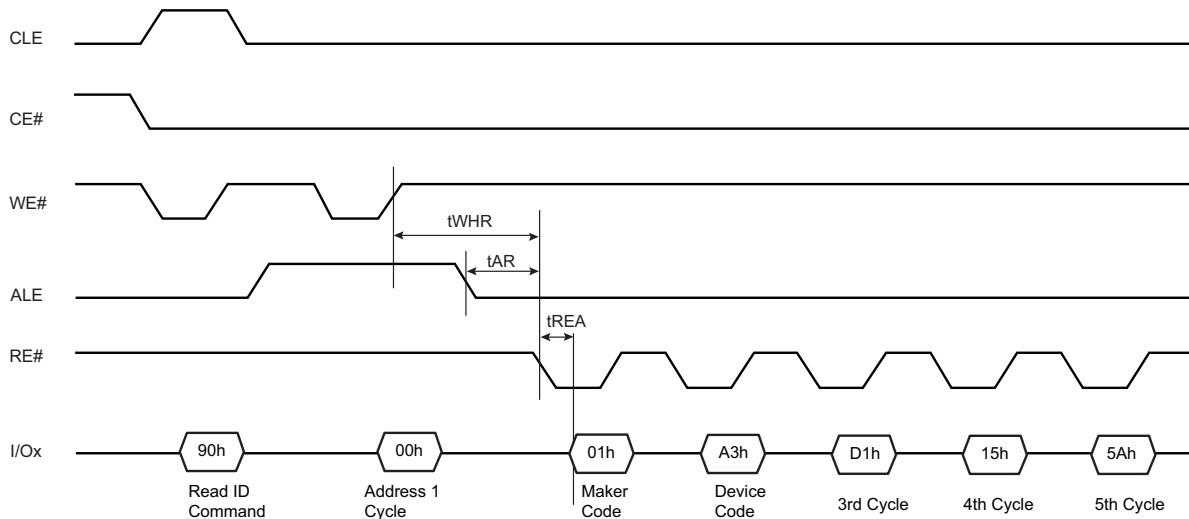 CLE
CE#
WE#
tWHR
tAR
ALE
tREA
RE#
I/Ox
90h
00h
01h
A3h
D1h
15h
5Ah
Read ID
Command
Address 1
Cycle
Maker
Code
Device
Code
3rd Cycle
4th Cycle
5th Cycle